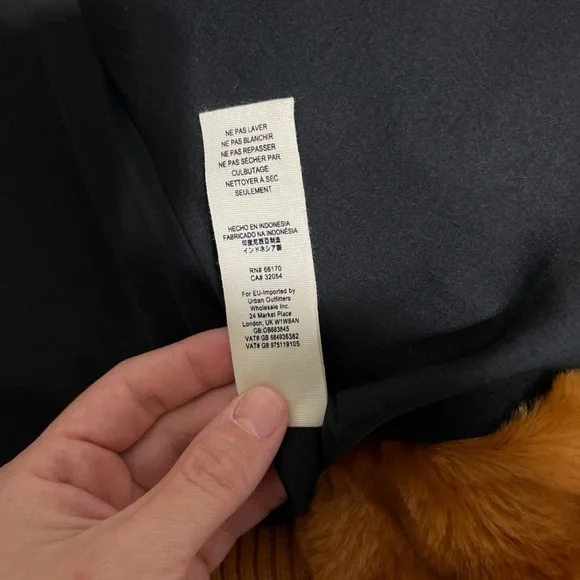 NE PAS LAVER
NE PAS BLANCHIR
NE PAS REPASSER
NE PAS SÉCHER PAR
CULBUTAGE
NETTOYER À SEC
SEULEMENT
HECHO EN INDONESIA
FABRICADO NA INDONÉSIA
印度尼西亚制造
インドネシア製
RN# 66170
CA# 32054
For EU-Imported by
Urban Outfitters
Wholesale Inc.
24 Market Place
London, UK W1W8AN
GB:OB683645
VAT# GB 584936382
VAT# GB 975119105